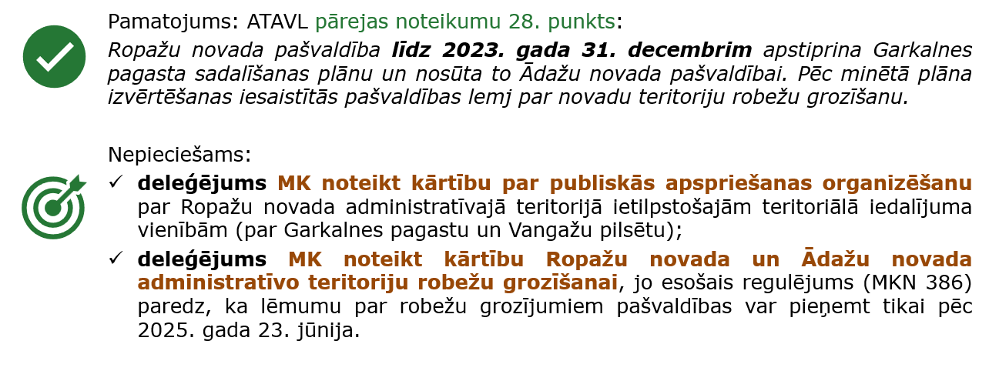 Pamatojums: ATAVL pārejas noteikumu 28. punkts:
Ropažu novada pašvaldība līdz 2023. gada 31. decembrim apstiprina Garkalnes
pagasta sadalīšanas plānu un nosūta to Ādažu novada pašvaldībai. Pēc minētā plāna
izvērtēšanas iesaistītās pašvaldības lemj par novadu teritoriju robežu grozīšanu.
Nepieciešams:
✓ deleģējums MK noteikt kārtību par publiskās apspriešanas organizēšanu
par Ropažu novada administratīvajā teritorijā ietilpstošajām teritoriālā iedalījuma
vienībām (par Garkalnes pagastu un Vangažu pilsētu);
✓ deleģējums MK noteikt kārtību Ropažu novada un Ādažu novada
administratīvo teritoriju robežu grozīšanai, jo esošais regulējums (MKN 386)
paredz, ka lēmumu par robežu grozījumiem pašvaldības var pieņemt tikai pēc
2025. gada 23. jūnija.